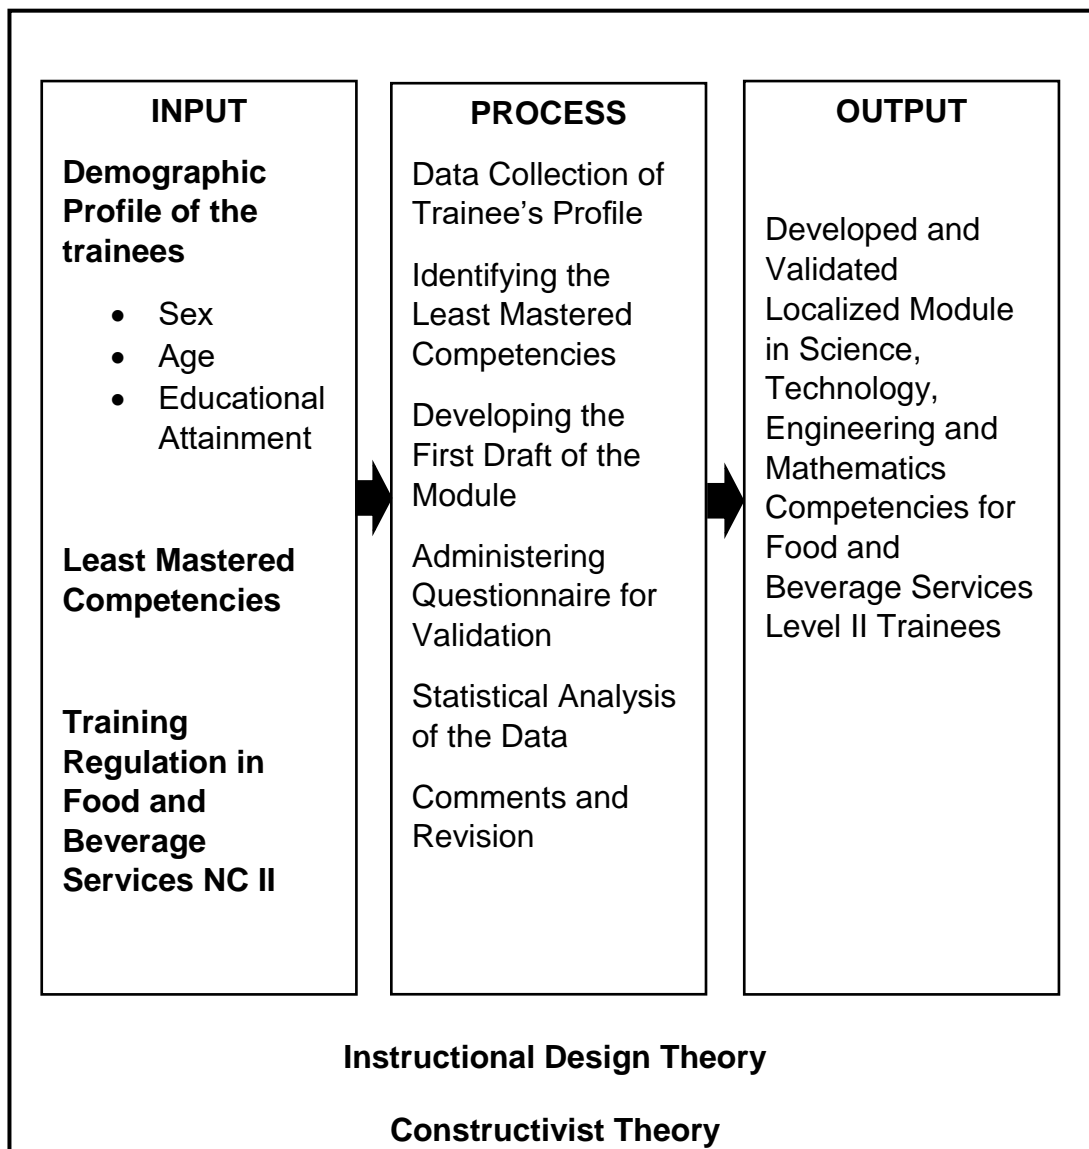 INPUT
Demographic
Profile of the
trainees
• Sex
• Age
• Educational
Attainment
Least Mastered
Competencies
Training
Regulation in
Food and
Beverage
Services NC II
PROCESS
Data Collection of
Trainee’s Profile
Identifying the
Least Mastered
Competencies
Developing the
First Draft of the
Module
Administering
Questionnaire for
Validation
Statistical Analysis
of the Data
Comments and
Revision
OUTPUT
Developed and
Validated
Localized Module
in Science,
Technology,
Engineering and
Mathematics
Competencies for
Food and
Beverage Services
Level II Trainees
Instructional Design Theory
Constructivist Theory